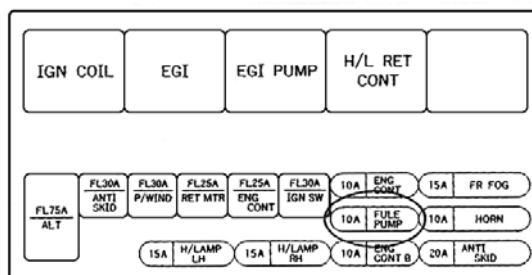 IGN COIL
EGI
EGI PUMP
H/L RET
CONT
FL75A
ALT
FL30A
ANTI
SKID
FL30A
P/WIND
FL25A
RET MTR
FL25A
ENG
CONT
FL30A
IGN SW
10A ENG
CONT
15A FR FOG
10A FULE
PUMP
10A HORN
15A H/LAMP
LH
15A H/LAMP
RH
10A ENG
CONT B
20A ANTI
SKID